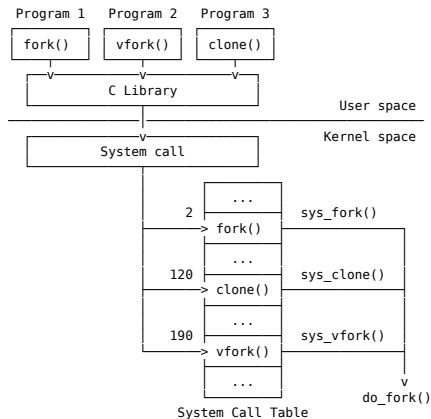 Program 1 Program 2 Program 3
fork() vfork() clone()
C Library
User space
Kernel space
System call
...
2 sys_fork()
> fork()
...
120 sys_clone()
> clone()
...
190 sys_vfork()
> vfork()
...
do_fork()
System Call Table